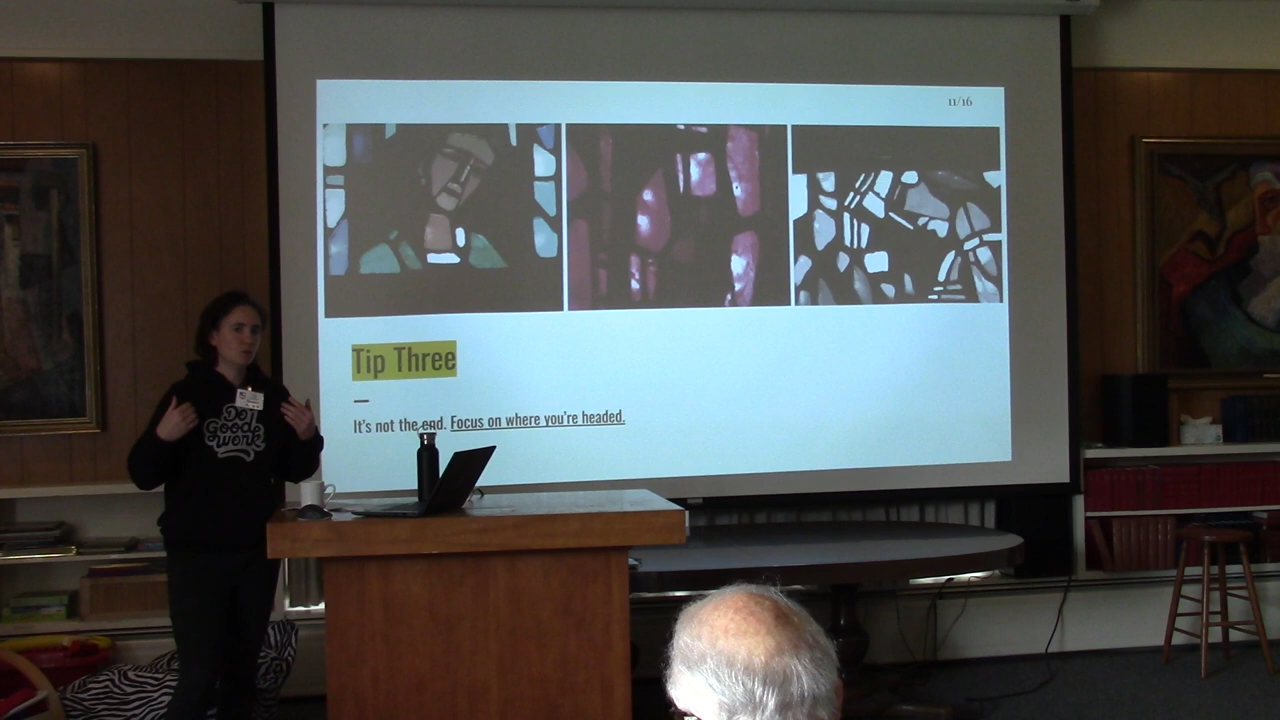 11/16
Tip Three
It's not the end. Focus on where you're headed.
Do
Good
work